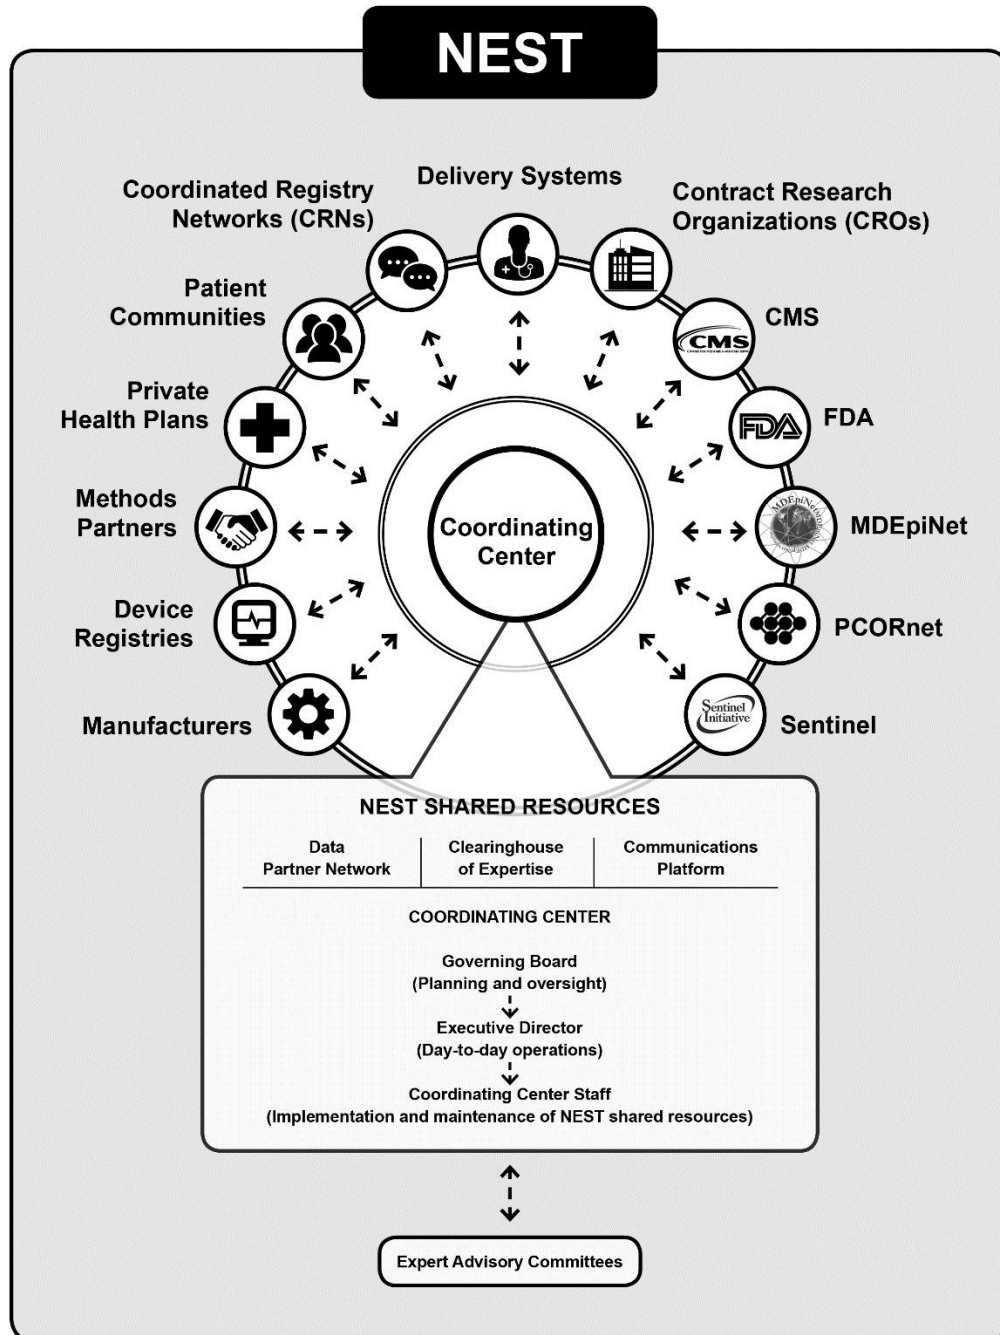 NEST
Delivery Systems
Coordinated Registry
Networks (CRNs)
Contract Research
Organizations (CROs)
Patient
Communities
CMS
CMS
Private
Health Plans
FDA
FDA
Methods
Partners
Coordinating
Center
MDEpiNet
Device
Registries
PCORnet
Manufacturers
Sentinel
Initiative
Sentinel
NEST SHARED RESOURCES
Data
Partner Network
Clearinghouse
of Expertise
Communications
Platform
COORDINATING CENTER
Governing Board
(Planning and oversight)
Executive Director
(Day-to-day operations)
Coordinating Center Staff
(Implementation and maintenance of NEST shared resources)
Expert Advisory Committees